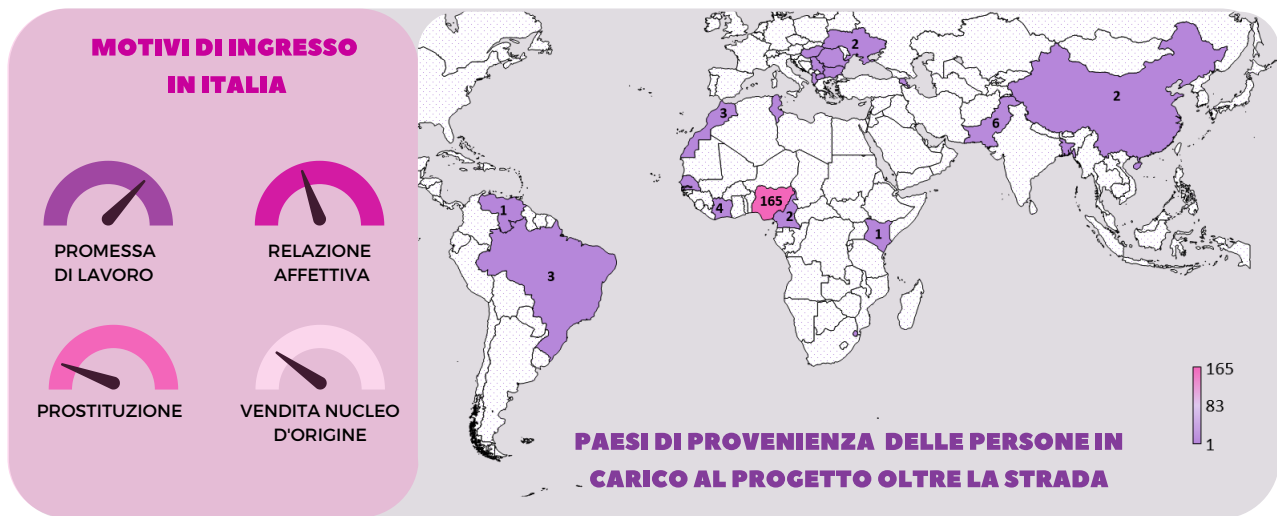 MOTIVI DI INGRESSO
IN ITALIA
PROMESSA
DI LAVORO
RELAZIONE
AFFETTIVA
PROSTITUZIONE
VENDITA NUCLEO
D'ORIGINE
2
2
3
6
165
4
2
1
1
3
165
83
1
PAESI DI PROVENIENZA DELLE PERSONE IN
CARICO AL PROGETTO OLTRE LA STRADA